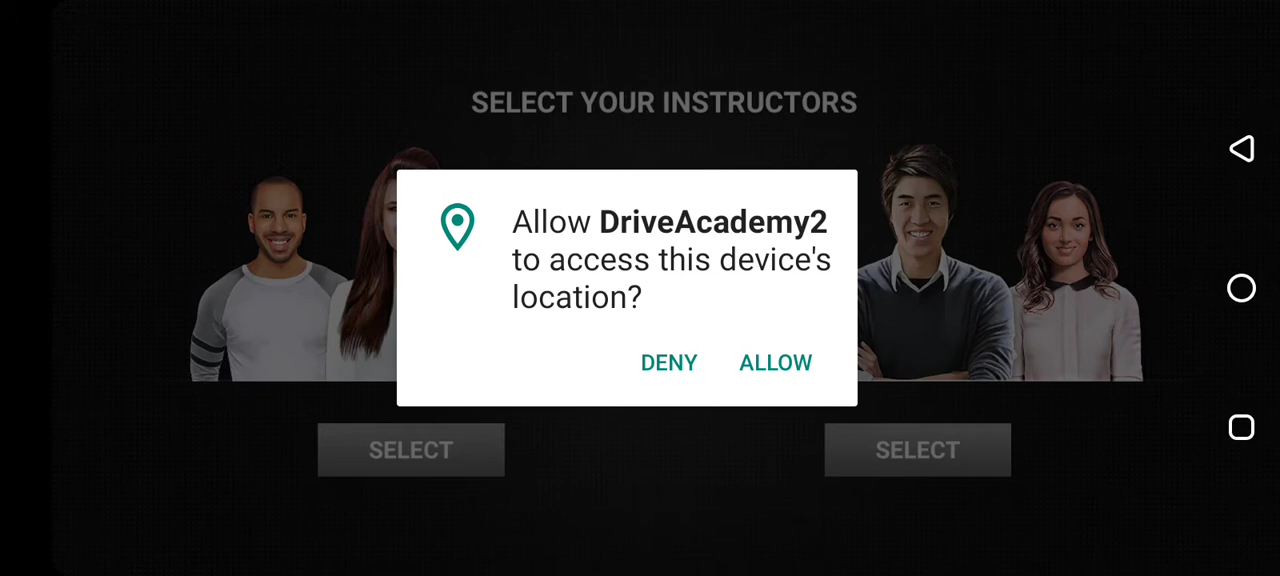 SELECT YOUR INSTRUCTORS
Allow DriveAcademy2
to access this device's
location?
DENY ALLOW
SELECT SELECT